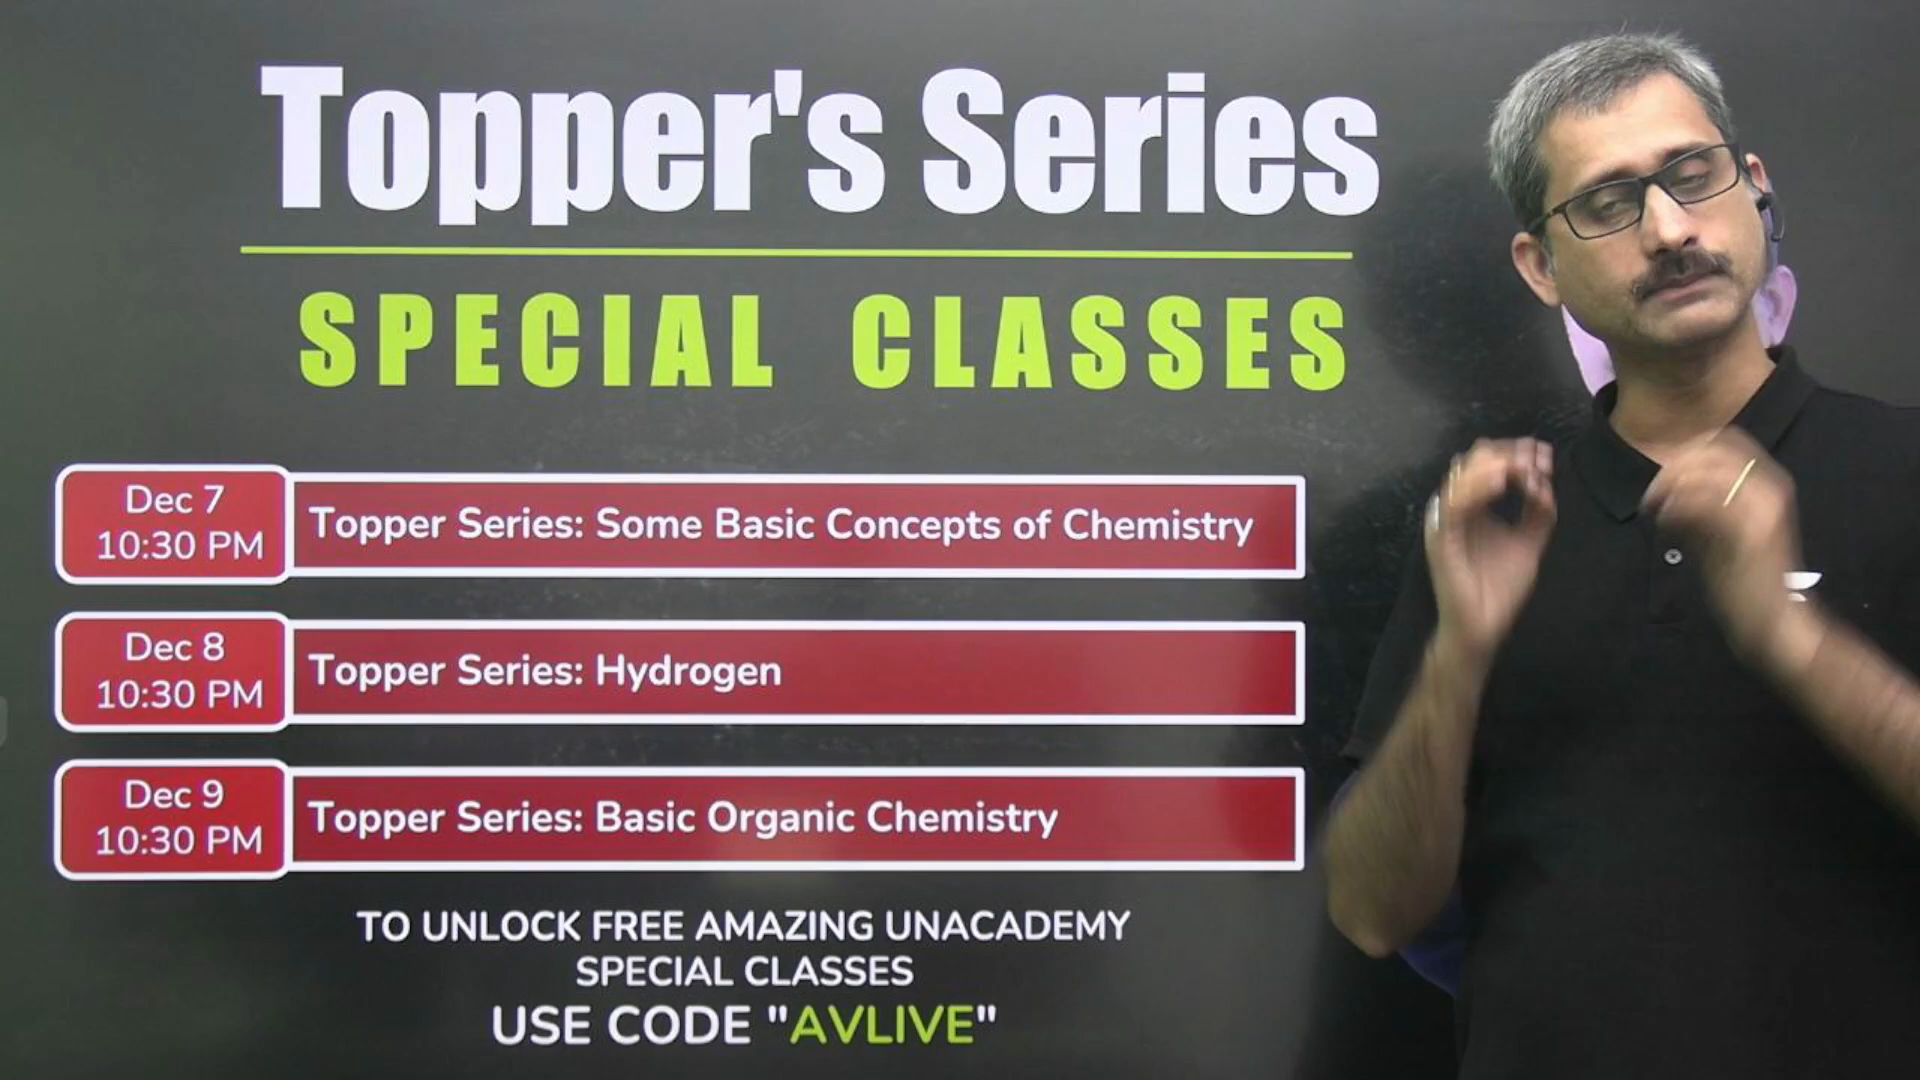 Topper's Series
SPECIAL CLASSES
Dec 7
10:30 PM
Topper Series: Some Basic Concepts of Chemistry
Dec 8
10:30 PM
Topper Series: Hydrogen
Dec 9
10:30 PM
Topper Series: Basic Organic Chemistry
TO UNLOCK FREE AMAZING UNACADEMY
SPECIAL CLASSES
USE CODE "AVLIVE"